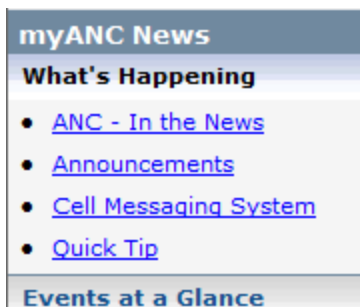 myANC News
What's Happening
ANC - In the News
Announcements
Cell Messaging System
Quick Tip
Events at a Glance